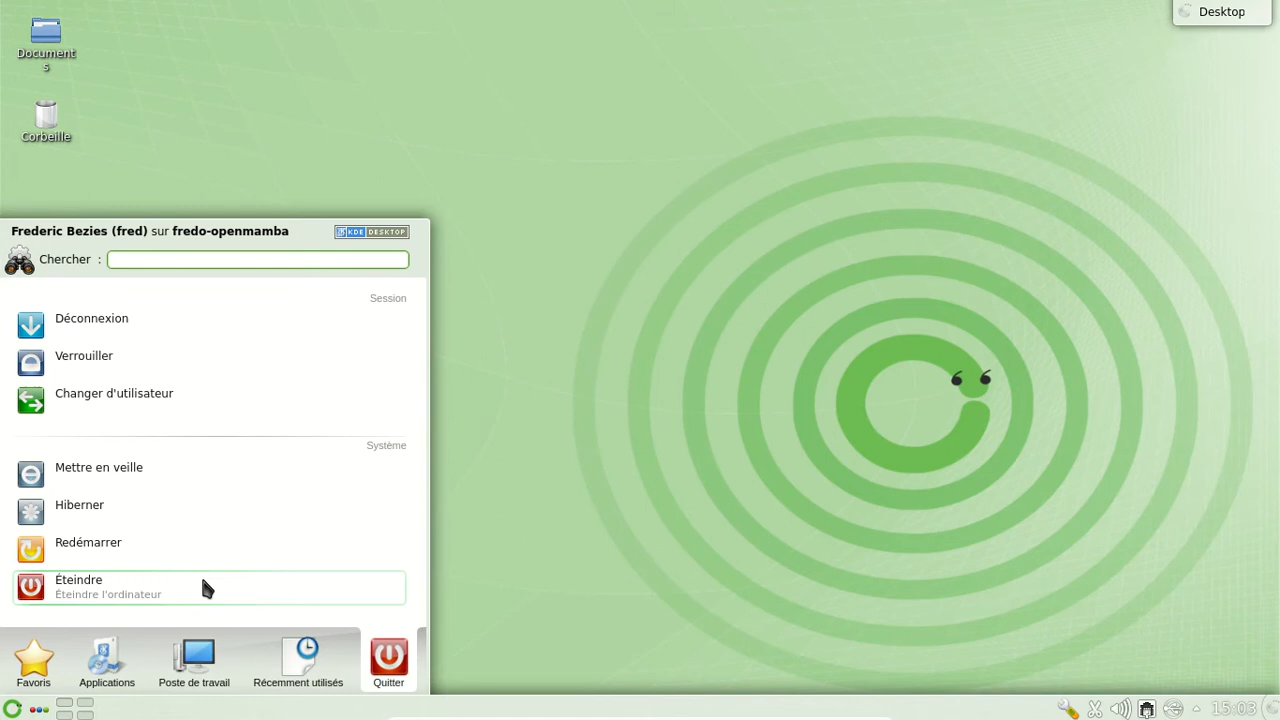 Desktop
Document
s
Corbeille
Frederic Bezies (fred) sur fredo-openmamba
KDE DESKTOP
Chercher :
Session
Déconnexion
Verrouiller
Changer d'utilisateur
Système
Mettre en veille
Hiberner
Redémarrer
Éteindre
Éteindre l'ordinateur
Favoris
Applications
Poste de travail
Récemment utilisés
Quitter
15:03